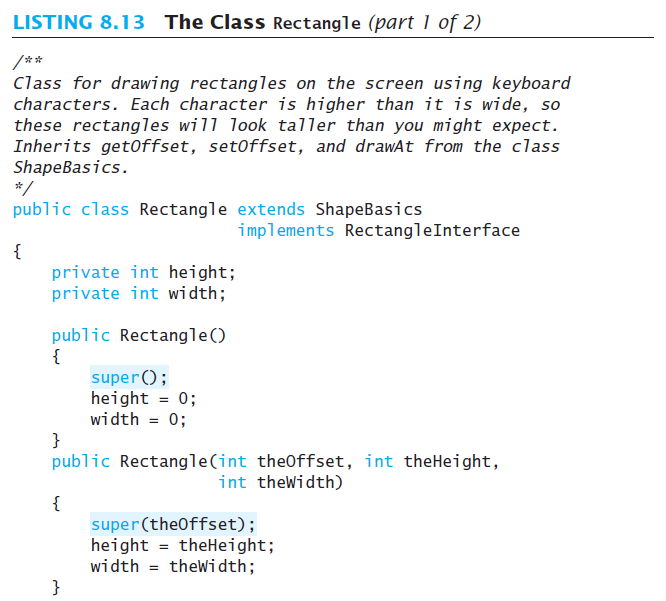 LISTING 8.13 The Class Rectangle (part 1 of 2)
/**
Class for drawing rectangles on the screen using keyboard
characters. Each character is higher than it is wide, so
these rectangles will look taller than you might expect.
Inherits getOffset, setOffset, and drawAt from the class
ShapeBasics.
*/
public class Rectangle extends ShapeBasics
                       implements RectangleInterface
{
    private int height;
    private int width;

    public Rectangle()
    {
        super();
        height = 0;
        width = 0;
    }
    public Rectangle(int theOffset, int theHeight,
                     int theWidth)
    {
        super(theOffset);
        height = theHeight;
        width = theWidth;
    }